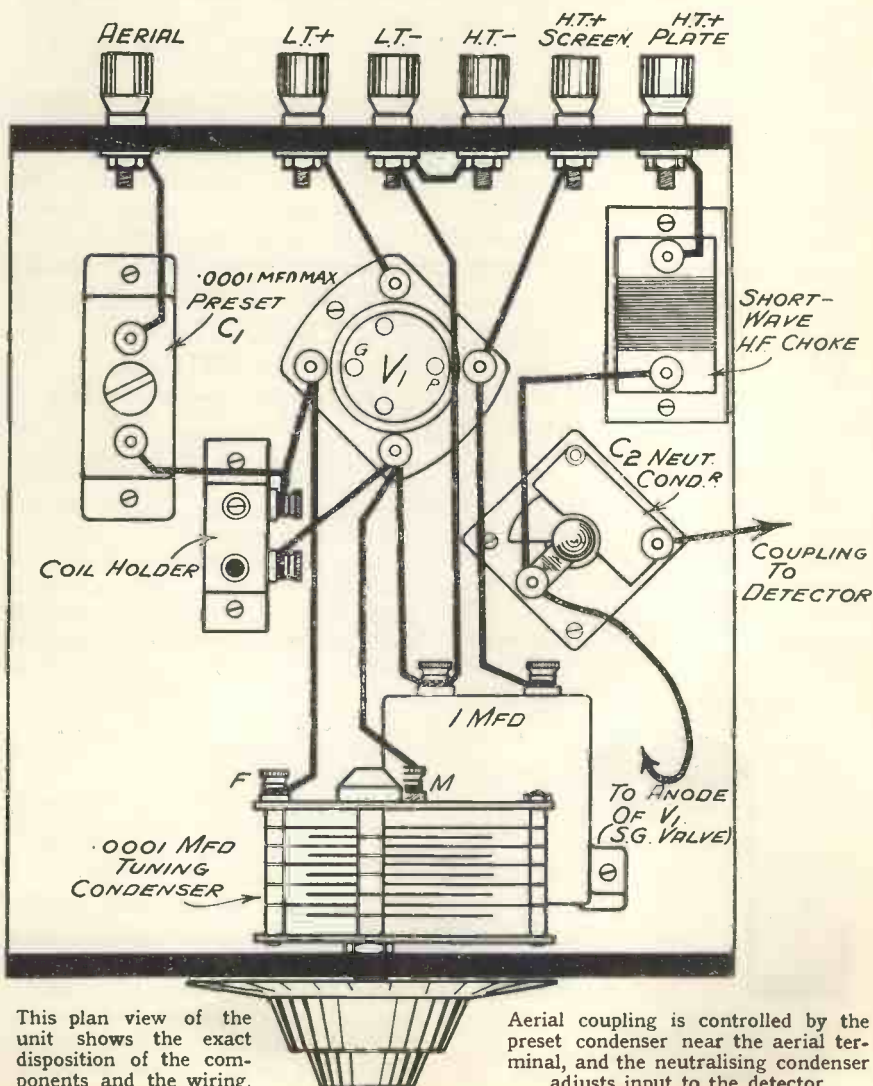 AERIAL
L.T.+
L.T.-
H.T.-
H.T.+
SCREEN
H.T.+
PLATE
.0001 MFD MAX
PRESET
C1
G
V1
P
SHORT-
WAVE
H.F. CHOKE
C2 NEUT.
COND.R
COIL HOLDER
COUPLING
TO
DETECTOR
1 MFD
F
M
TO ANODE
OF V1
(S.G. VALVE)
.0001 MFD
TUNING
CONDENSER
This plan view of the
unit shows the exact
disposition of the com-
ponents and the wiring.
Aerial coupling is controlled by the
preset condenser near the aerial ter-
minal, and the neutralising condenser
adjusts input to the detector.